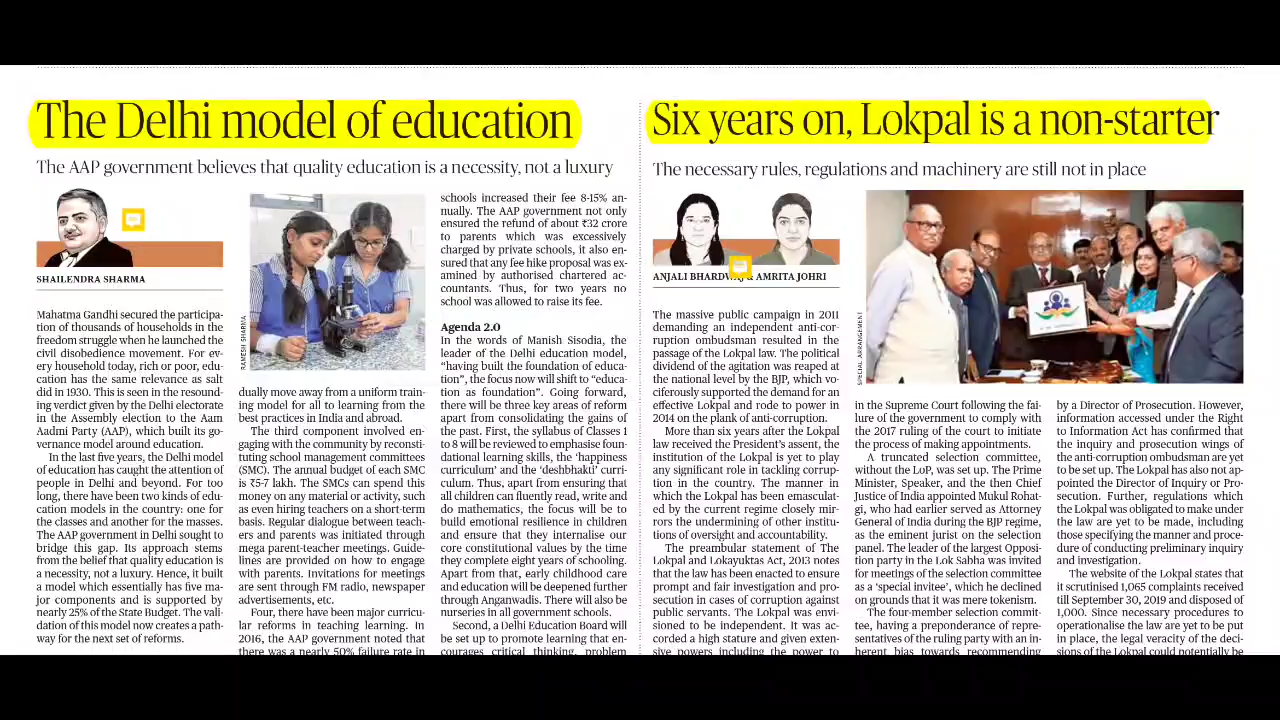 The Delhi model of education
The AAP government believes that quality education is a necessity, not a luxury
SHAILENDRA SHARMA
Mahatma Gandhi secured the participa-
tion of thousands of households in the
freedom struggle when he launched the
civil disobedience movement. For ev-
ery household today, rich or poor, edu-
cation has the same relevance as salt
did in 1930. This is seen in the resound-
ing verdict given by the Delhi electorate
in the Assembly election to the Aam
Aadmi Party (AAP), which built its go-
vernance model around education.
In the last five years, the Delhi model
of education has caught the attention of
people in Delhi and beyond. For too
long, there have been two kinds of edu-
cation models in the country: one for
the classes and another for the masses.
The AAP government in Delhi sought to
bridge this gap. Its approach stems
from the belief that quality education is
a necessity, not a luxury. Hence, it built
a model which essentially has five ma-
jor components and is supported by
nearly 25% of the State Budget. The vali-
dation of this model now creates a path-
way for the next set of reforms.
RAMESH SHARMA
dually move away from a uniform train-
ing model for all to learning from the
best practices in India and abroad.
The third component involved en-
gaging with the community by reconsti-
tuting school management committees
(SMC). The annual budget of each SMC
is ₹5-7 lakh. The SMCs can spend this
money on any material or activity, such
as even hiring teachers on a short-term
basis. Regular dialogue between teach-
ers and parents was initiated through
mega parent-teacher meetings. Guide-
lines are provided on how to engage
with parents. Invitations for meetings
are sent through FM radio, newspaper
advertisements, etc.
Four, there have been major curricu-
lar reforms in teaching learning. In
2016, the AAP government noted that
there was a nearly 50% failure rate in
schools increased their fee 8-15% an-
nually. The AAP government not only
ensured the refund of about ₹32 crore
to parents which was excessively
charged by private schools, it also en-
sured that any fee hike proposal was ex-
amined by authorised chartered ac-
countants. Thus, for two years no
school was allowed to raise its fee.
Agenda 2.0
In the words of Manish Sisodia, the
leader of the Delhi education model,
"having built the foundation of educa-
tion", the focus now will shift to "educa-
tion as foundation". Going forward,
there will be three key areas of reform
apart from consolidating the gains of
the past. First, the syllabus of Classes 1
to 8 will be reviewed to emphasise foun-
dational learning skills, the 'happiness
curriculum' and the 'deshbhakti' curri-
culum. Thus, apart from ensuring that
all children can fluently read, write and
do mathematics, the focus will be to
build emotional resilience in children
and ensure that they internalise our
core constitutional values by the time
they complete eight years of schooling.
Apart from that, early childhood care
and education will be deepened further
through Anganwadis. There will also be
nurseries in all government schools.
Second, a Delhi Education Board will
be set up to promote learning that en-
courages critical thinking, problem
Six years on, Lokpal is a non-starter
The necessary rules, regulations and machinery are still not in place
ANJALI BHARDWAJ & AMRITA JOHRI
The massive public campaign in 2011
demanding an independent anti-cor-
ruption ombudsman resulted in the
passage of the Lokpal law. The political
dividend of the agitation was reaped at
the national level by the BJP, which vo-
ciferously supported the demand for an
effective Lokpal and rode to power in
2014 on the plank of anti-corruption.
More than six years after the Lokpal
law received the President's assent, the
institution of the Lokpal is yet to play
any significant role in tackling corrup-
tion in the country. The manner in
which the Lokpal has been emasculat-
ed by the current regime closely mir-
rors the undermining of other institu-
tions of oversight and accountability.
The preambular statement of The
Lokpal and Lokayuktas Act, 2013 notes
that the law has been enacted to ensure
prompt and fair investigation and pro-
secution in cases of corruption against
public servants. The Lokpal was envi-
sioned to be independent. It was ac-
corded a high stature and given exten-
sive powers including the power to
SPECIAL ARRANGEMENT
in the Supreme Court following the fai-
lure of the government to comply with
the 2017 ruling of the court to initiate
the process of making appointments.
A truncated selection committee,
without the LoP, was set up. The Prime
Minister, Speaker, and the then Chief
Justice of India appointed Mukul Rohat-
gi, who had earlier served as Attorney
General of India during the BJP regime,
as the eminent jurist on the selection
panel. The leader of the largest Opposi-
tion party in the Lok Sabha was invited
for meetings of the selection committee
as a 'special invitee', which he declined
on grounds that it was mere tokenism.
The four-member selection commit-
tee, having a preponderance of repre-
sentatives of the ruling party with an in-
herent bias towards recommending
by a Director of Prosecution. However,
information accessed under the Right
to Information Act has confirmed that
the inquiry and prosecution wings of
the anti-corruption ombudsman are yet
to be set up. The Lokpal has also not ap-
pointed the Director of Inquiry or Pro-
secution. Further, regulations which
the Lokpal was obligated to make under
the law are yet to be made, including
those specifying the manner and proce-
dure of conducting preliminary inquiry
and investigation.
The website of the Lokpal states that
it scrutinised 1,065 complaints received
till September 30, 2019 and disposed of
1,000. Since necessary procedures to
operationalise the law are yet to be put
in place, the legal veracity of the deci-
sions of the Lokpal could potentially be